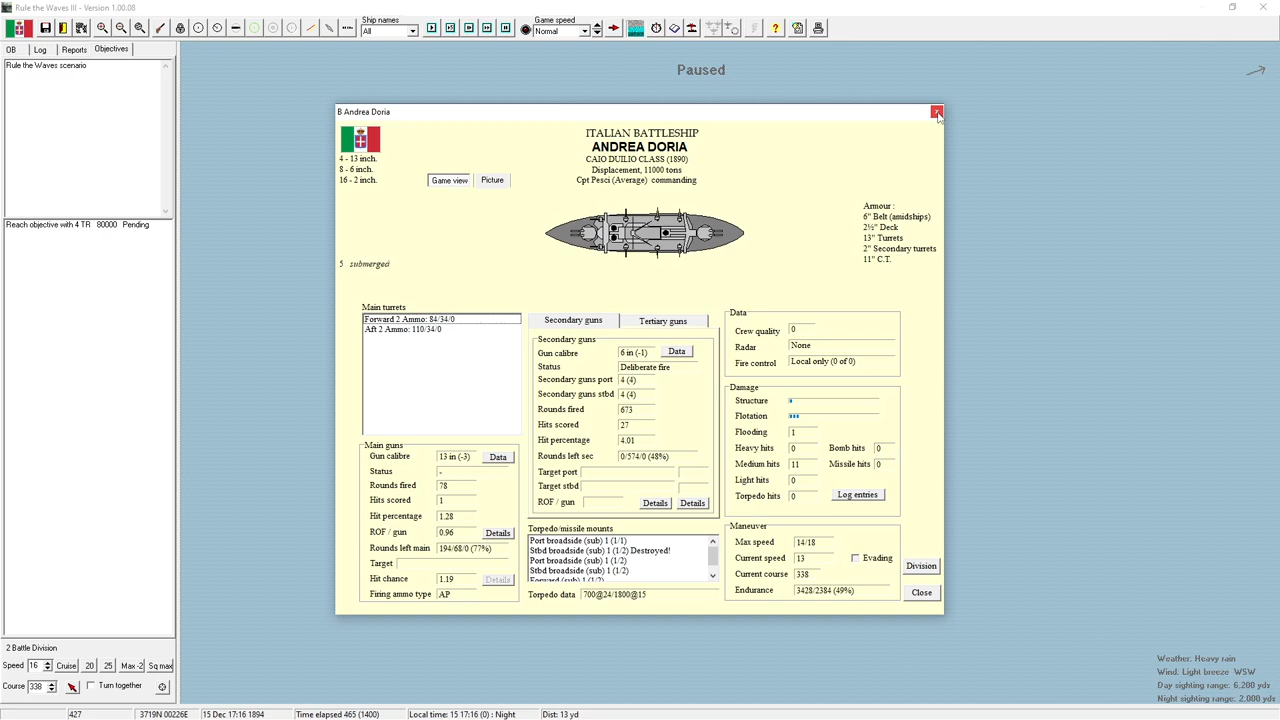 Rule the Waves III - Version 1.00.08
Ship names
All
Game speed
Normal
OB
Log
Reports
Objectives
Rule the Waves scenario
Reach objective with 4 TR 80000 Pending
Paused
B Andrea Doria
ITALIAN BATTLESHIP
ANDREA DORIA
CAIO DUILIO CLASS (1890)
Displacement, 11000 tons
Cpt Pesci (Average) commanding
4 - 13 inch.
8 - 6 inch.
16 - 2 inch.
Game view
Picture
Armour :
6" Belt (amidships)
2½" Deck
13" Turrets
2" Secondary turrets
11" C.T.
5 submerged
Main turrets
Forward 2 Ammo: 84/34/0
Aft 2 Ammo: 110/34/0
Main guns
Gun calibre 13 in (-3) Data
Status -
Rounds fired 78
Hits scored 1
Hit percentage 1.28
ROF / gun 0.96 Details
Rounds left main 194/68/0 (77%)
Target
Hit chance 1.19 Details
Firing ammo type AP
Secondary guns
Tertiary guns
Secondary guns
Gun calibre 6 in (-1) Data
Status Deliberate fire
Secondary guns port 4 (4)
Secondary guns stbd 4 (4)
Rounds fired 673
Hits scored 27
Hit percentage 4.01
Rounds left sec 0/574/0 (48%)
Target port
Target stbd
ROF / gun Details Details
Torpedo/missile mounts
Port broadside (sub) 1 (1/1)
Stbd broadside (sub) 1 (1/2) Destroyed!
Port broadside (sub) 1 (1/2)
Stbd broadside (sub) 1 (1/2)
Forward (sub) 1 (1/2)
Torpedo data 700@24/1800@15
Data
Crew quality 0
Radar None
Fire control Local only (0 of 0)
Damage
Structure
Flotation
Flooding 1
Heavy hits 0 Bomb hits 0
Medium hits 11 Missile hits 0
Light hits 0
Torpedo hits 0 Log entries
Maneuver
Max speed 14/18
Current speed 13 Evading
Current course 338
Endurance 3428/2384 (49%)
Division
Close
2 Battle Division
Speed 16 Cruise 20 25 Max -2 Sq max
Course 338 Turn together
Weather: Heavy rain
Wind: Light breeze WSW
Day sighting range: 6,200 yds
Night sighting range: 2,000 yds
427 3719N 00226E 15 Dec 17:16 1894 Time elapsed 465 (1400) Local time: 15 17:16 (0) : Night Dist: 13 yd